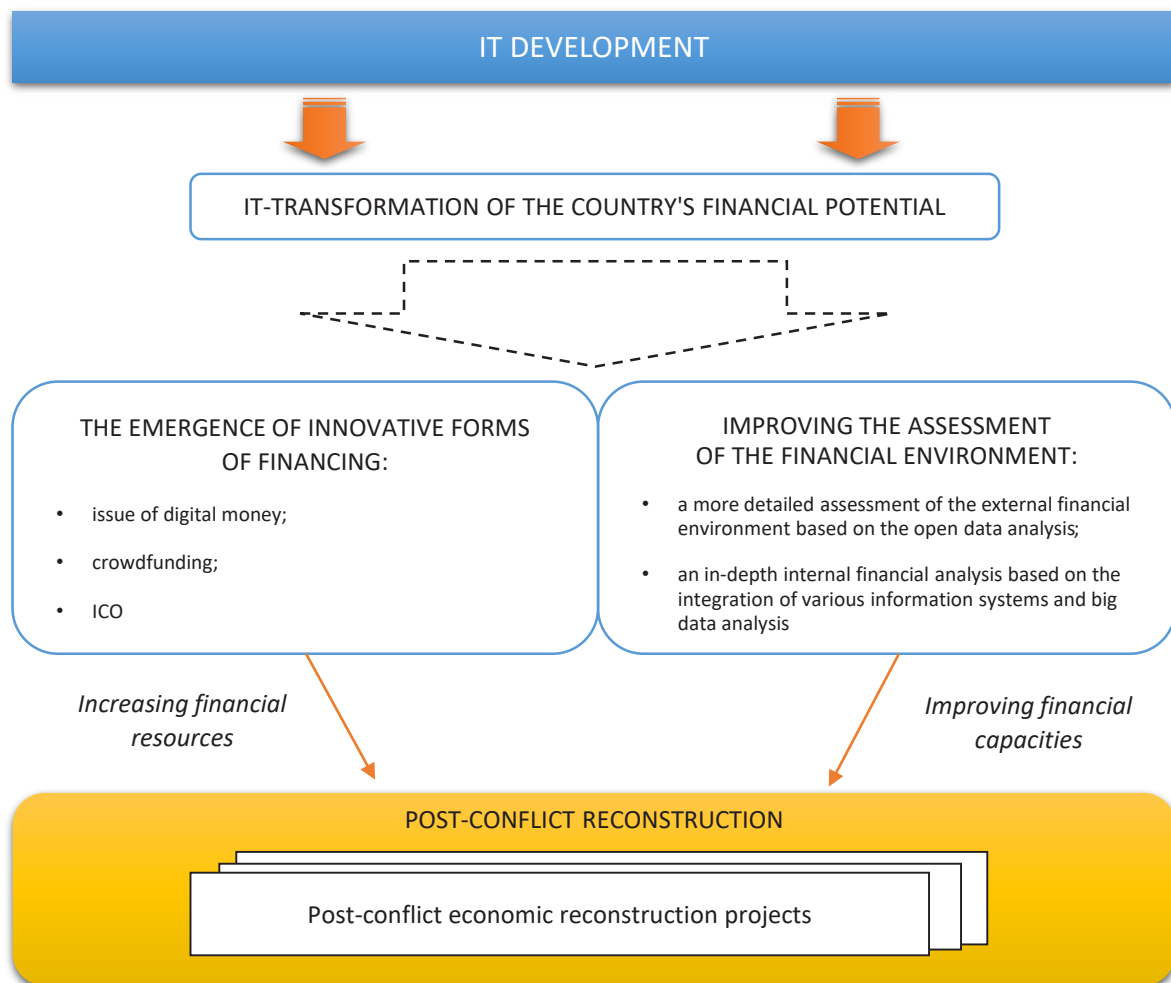 IT DEVELOPMENT
IT-TRANSFORMATION OF THE COUNTRY'S FINANCIAL POTENTIAL
THE EMERGENCE OF INNOVATIVE FORMS
OF FINANCING:
• issue of digital money;
• crowdfunding;
• ICO
IMPROVING THE ASSESSMENT
OF THE FINANCIAL ENVIRONMENT:
• a more detailed assessment of the external financial
environment based on the open data analysis;
• an in-depth internal financial analysis based on the
integration of various information systems and big
data analysis
Increasing financial
resources
Improving financial
capacities
POST-CONFLICT RECONSTRUCTION
Post-conflict economic reconstruction projects